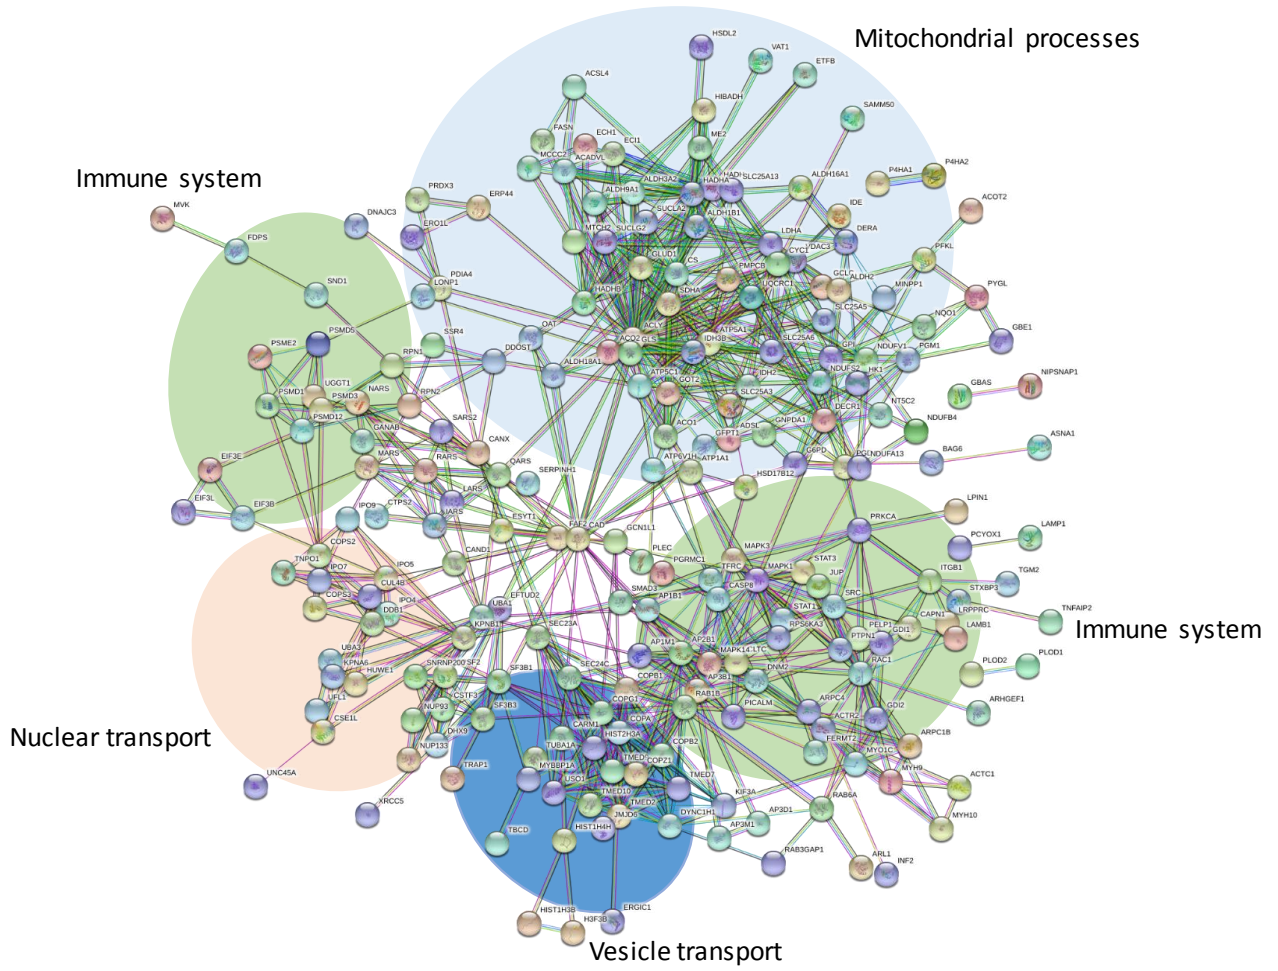 Mitochondrial processes
HSDL2
VAT1
ETFB
ACSL4
HIBADH
SAMM50
FASN
ECH1
ECI1
ME2
MCCC2
ACADVL
P4HA1
P4HA2
Immune system
ALDH3A2
HADHA
SLC25A13
ALDH16A1
MVK
PRDX3
ERP44
ALDH9A1
SUCLA2
ALDH1B1
IDE
ACOT2
FDPS
DNAJC3
ERO1L
MTCH2
SUCLG2
LDHA
DERA
CYC1
VDAC3
GLUD1
CS
PFKL
SND1
LONP1
PDIA4
HADHB
SDHA
PMPCB
UQCRC1
GCLC
ALDH2
MINPP1
PYGL
SLC25A5
NQO1
GBE1
PSMD5
SSR4
OAT
ACLY
ACO2
GLS
ATP5A1
IDH3B
SLC25A6
GPI
NDUFV1
PGM1
PSME2
RPN1
DDOST
ALDH18A1
ATP5C1
GOT2
IDH2
NDUFS2
HK1
PSMD1
UGGT1
PSMD3
NARS
RPN2
SLC25A3
DECR1
NT5C2
GBAS
NIPSNAP1
PSMD12
GANAB
SARS2
CANX
ACO1
GFPT1
ADSL
GNPDA1
NDUFB4
EIF3E
MARS
RARS
QARS
SERPINH1
ATP6V1H
ATP1A1
HSD17B12
G6PD
NDUFA13
BAG6
ASNA1
EIF3L
EIF3B
IPO9
CTPS2
LARS
IARS
ESYT1
FAF2
CAD
GCN1L1
PRKCA
LPIN1
PCYOX1
LAMP1
COPS2
TNPO1
IPO7
IPO5
CAND1
PLEC
PGRMC1
MAPK3
TFRC
MAPK1
STAT3
JUP
ITGB1
TGM2
STXBP3
COPS3
CUL4B
IPO4
DDB1
UBA1
EFTUD2
SMAD3
AP1B1
CASP8
STAT1
SRC
CAPN1
LRPPRC
TNFAIP2
Immune system
KPNB1
SEC23A
RPS6KA3
PELP1
GDI1
LAMB1
UBA3
KPNA6
HUWE1
SNRNP200
SF3B1
SEC24C
AP1M1
AP2B1
MAPK14
DNM2
PTPN1
RAC1
PLOD2
PLOD1
UFL1
CSE1L
NUP93
CSTF3
SF3B3
COPB1
COPG1
AP3B1
RAB1B
PICALM
ARPC4
GDI2
ARHGEF1
Nuclear transport
NUP133
DHX9
CARM1
COPA
HIST2H3A
ACTR2
FERMT2
ARPC1B
MYO1C
UNC45A
TRAP1
TUBA1A
MYBBP1A
USO1
COPZ1
COPB2
TMED7
MYH9
ACTC1
XRCC5
TMED10
TMED2
KIF3A
AP3D1
RAB6A
MYH10
TBCD
HIST1H4H
JMJD6
DYNC1H1
AP3M1
RAB3GAP1
ARL1
INF2
HIST1H3B
H3F3B
ERGIC1
Vesicle transport